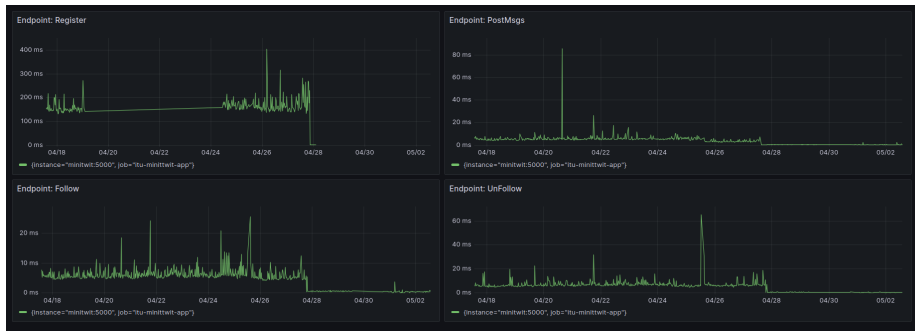 Endpoint: Register
400 ms
300 ms
200 ms
100 ms
0 ms
04/18 04/20 04/22 04/24 04/26 04/28 04/30 05/02
{instance="minitwit:5000", job="itu-minittwit-app"}
Endpoint: PostMsgs
80 ms
60 ms
40 ms
20 ms
0 ms
04/18 04/20 04/22 04/24 04/26 04/28 04/30 05/02
{instance="minitwit:5000", job="itu-minittwit-app"}
Endpoint: Follow
20 ms
10 ms
0 ms
04/18 04/20 04/22 04/24 04/26 04/28 04/30 05/02
{instance="minitwit:5000", job="itu-minittwit-app"}
Endpoint: UnFollow
60 ms
40 ms
20 ms
0 ms
04/18 04/20 04/22 04/24 04/26 04/28 04/30 05/02
{instance="minitwit:5000", job="itu-minittwit-app"}